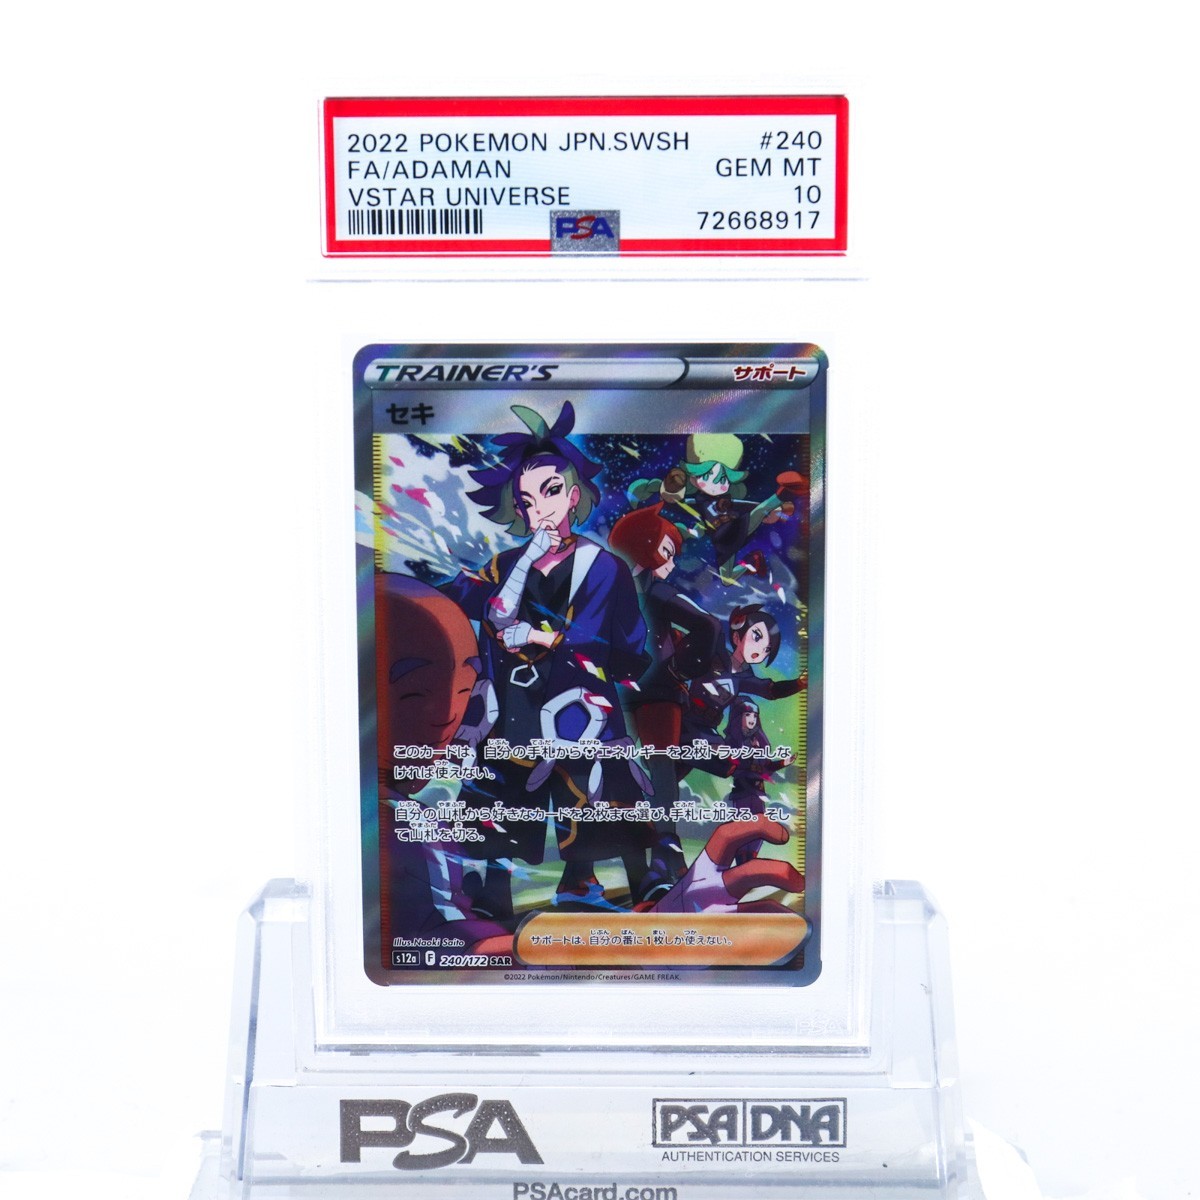 2022 POKEMON JPN.SWSH #240
FA/ADAMAN GEM MT
VSTAR UNIVERSE 10
PSA 72668917
TRAINER'S サポート
セキ
このカードは、自分の手札からエネルギーを2枚トラッシュしな
ければ使えない。
自分の山札から好きなカードを2枚まで選び、手札に加える。そし
て山札を切る。
Illus.Naoki Saito
サポートは、自分の番に1枚しか使えない。
s12a F 240/172 SAR
©2022 Pokémon/Nintendo/Creatures/GAME FREAK.
PSA
PSA PSA DNA
AUTHENTICATION SERVICES
PSAcard.com